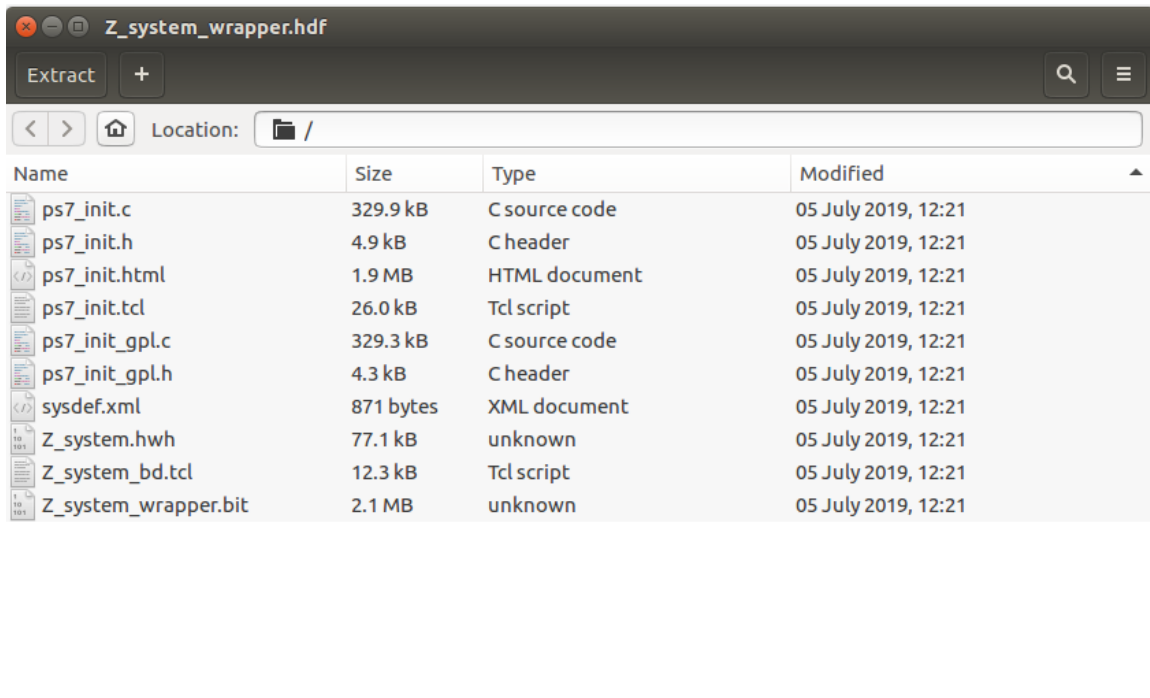 Z_system_wrapper.hdf
Extract +
Location: /
Name Size Type Modified
ps7_init.c 329.9 kB C source code 05 July 2019, 12:21
ps7_init.h 4.9 kB C header 05 July 2019, 12:21
ps7_init.html 1.9 MB HTML document 05 July 2019, 12:21
ps7_init.tcl 26.0 kB Tcl script 05 July 2019, 12:21
ps7_init_gpl.c 329.3 kB C source code 05 July 2019, 12:21
ps7_init_gpl.h 4.3 kB C header 05 July 2019, 12:21
sysdef.xml 871 bytes XML document 05 July 2019, 12:21
Z_system.hwh 77.1 kB unknown 05 July 2019, 12:21
Z_system_bd.tcl 12.3 kB Tcl script 05 July 2019, 12:21
Z_system_wrapper.bit 2.1 MB unknown 05 July 2019, 12:21